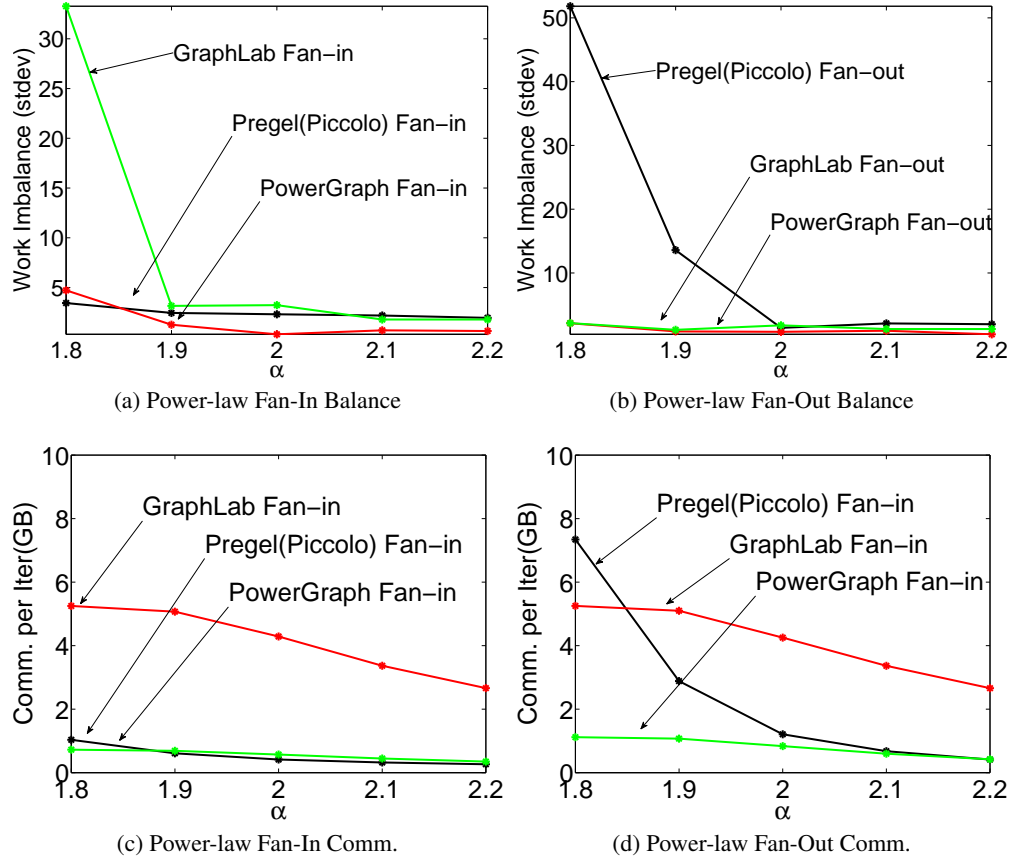 Work Imbalance (stdev)
30
25
20
15
10
5
GraphLab Fan−in
Pregel(Piccolo) Fan−in
PowerGraph Fan−in
1.8
1.9
2
2.1
2.2
α
(a) Power-law Fan-In Balance
Work Imbalance (stdev)
50
40
30
20
10
Pregel(Piccolo) Fan−out
GraphLab Fan−out
PowerGraph Fan−out
1.8
1.9
2
2.1
2.2
α
(b) Power-law Fan-Out Balance
Comm. per Iter(GB)
10
8
6
4
2
0
GraphLab Fan−in
Pregel(Piccolo) Fan−in
PowerGraph Fan−in
1.8
1.9
2
2.1
2.2
α
(c) Power-law Fan-In Comm.
Comm. per Iter(GB)
10
8
6
4
2
0
Pregel(Piccolo) Fan−in
GraphLab Fan−in
PowerGraph Fan−in
1.8
1.9
2
2.1
2.2
α
(d) Power-law Fan-Out Comm.